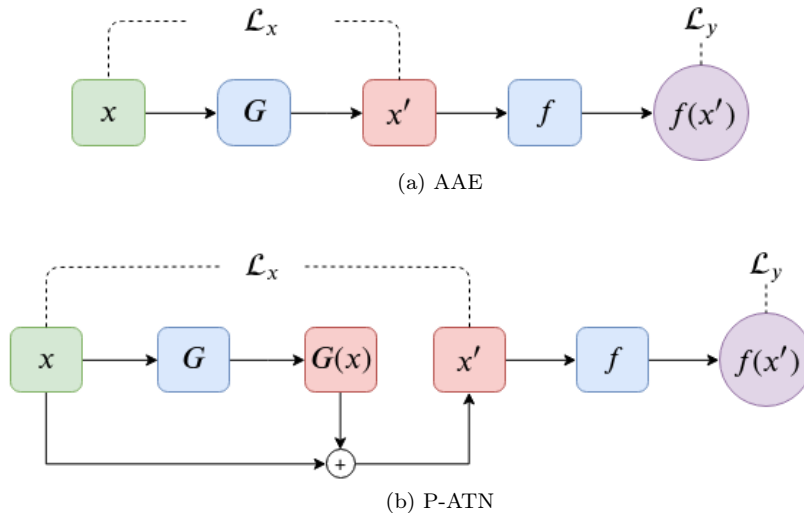 ℒx
ℒy
x
G
x′
f
f(x′)
(a) AAE
ℒx
ℒy
x
G
G(x)
x′
f
f(x′)
+
(b) P-ATN